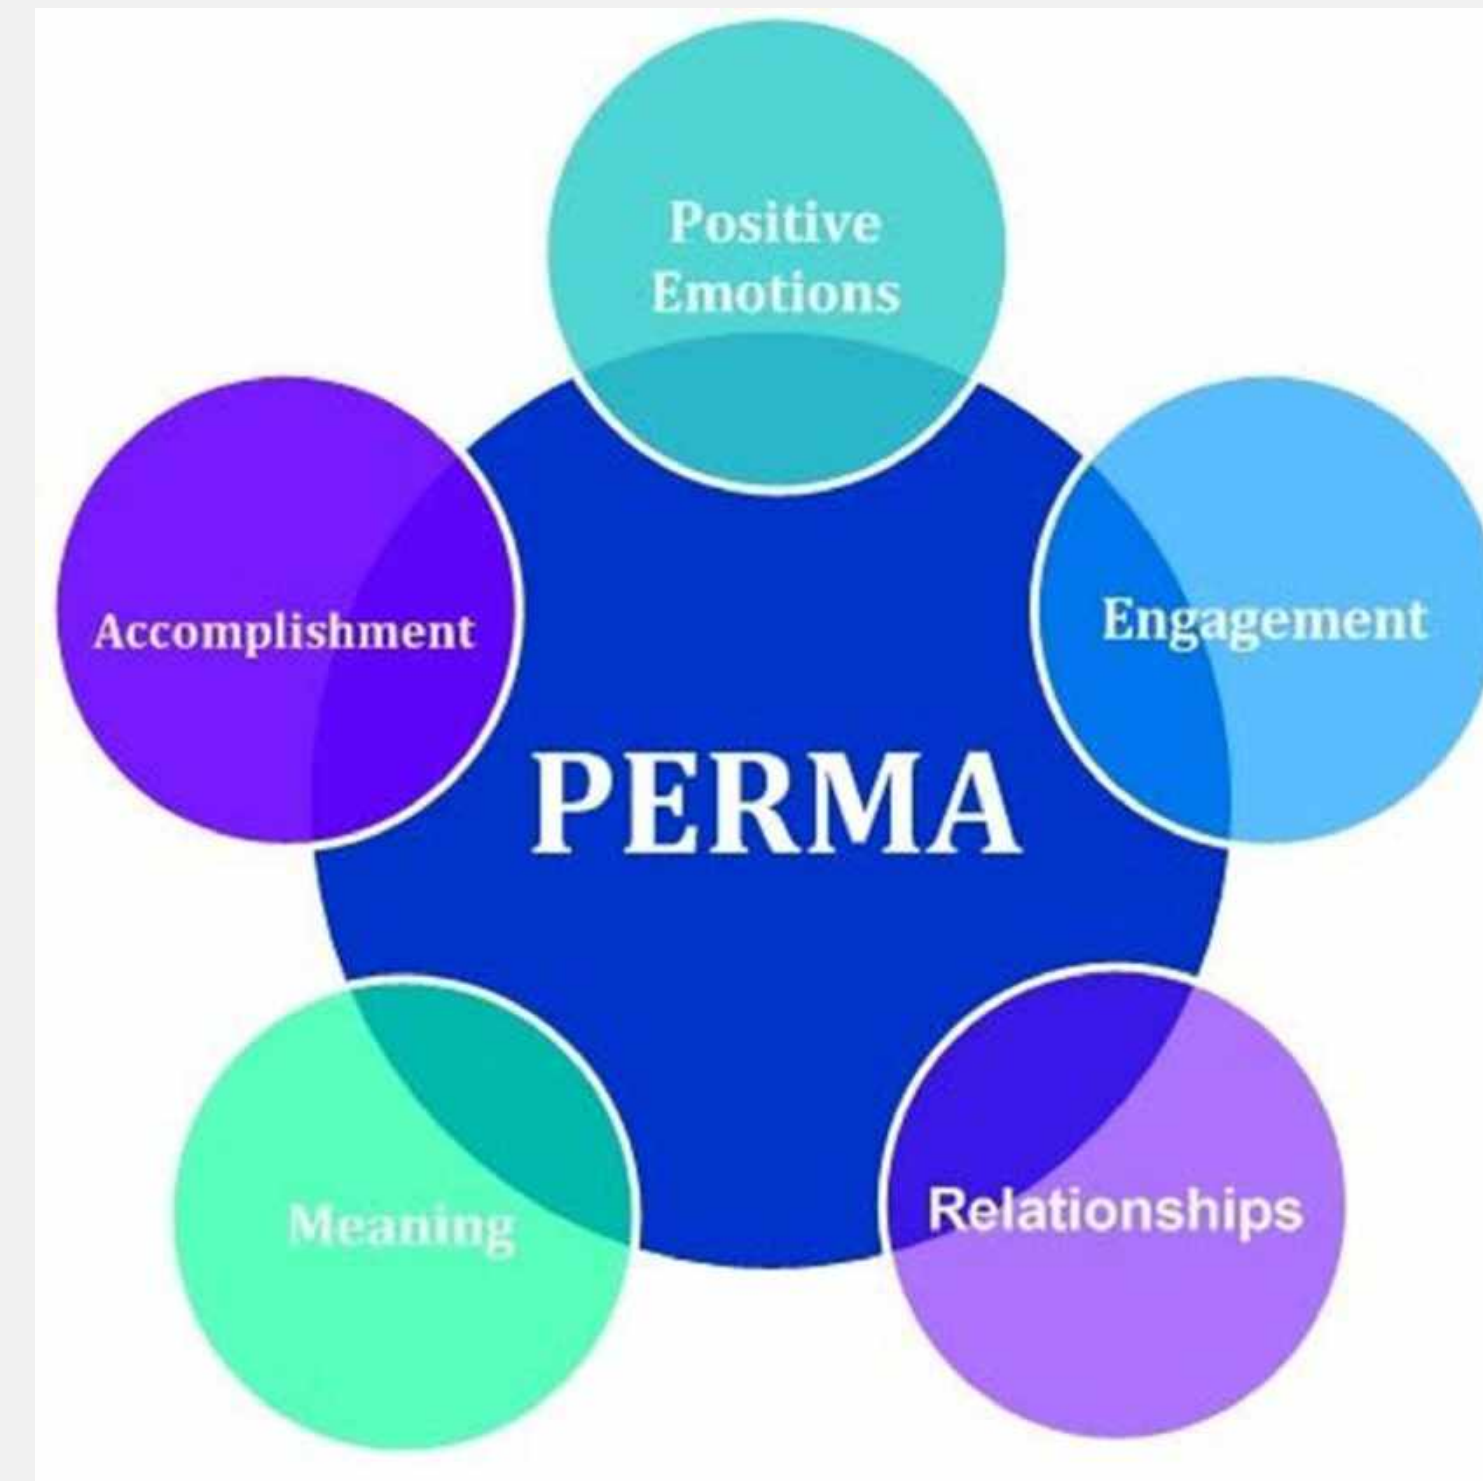 Positive
Emotions
Accomplishment
Engagement
PERMA
Meaning
Relationships